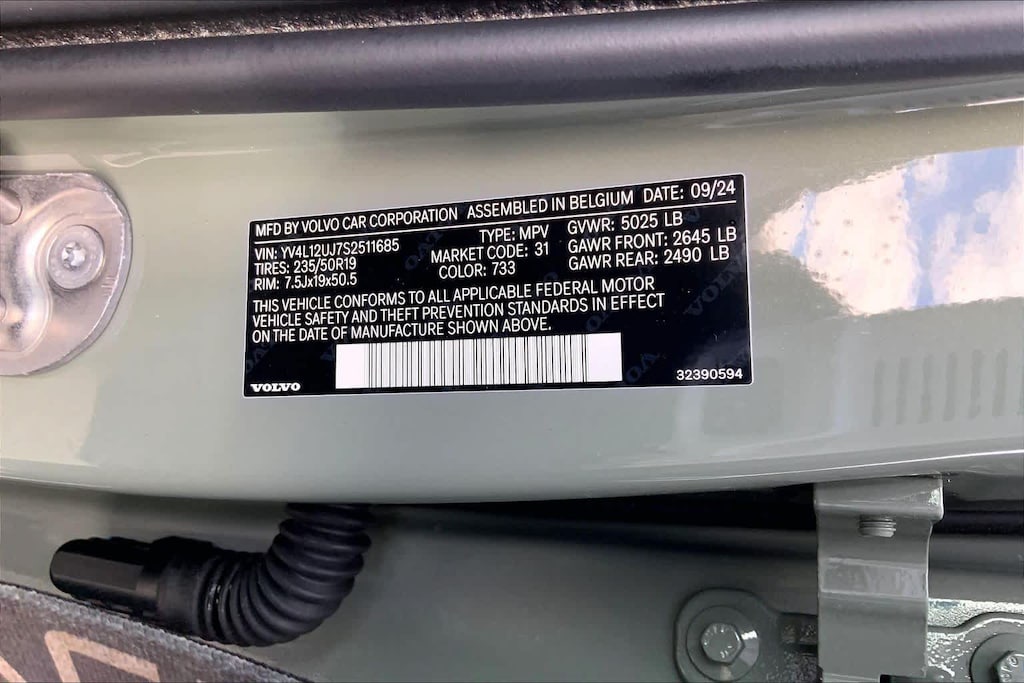 MFD BY VOLVO CAR CORPORATION ASSEMBLED IN BELGIUM DATE: 09/24
VIN: YV4L12UJ7S2511685 TYPE: MPV GVWR: 5025 LB
TIRES: 235/50R19 MARKET CODE: 31 GAWR FRONT: 2645 LB
RIM: 7.5Jx19x50.5 COLOR: 733 GAWR REAR: 2490 LB
THIS VEHICLE CONFORMS TO ALL APPLICABLE FEDERAL MOTOR
VEHICLE SAFETY AND THEFT PREVENTION STANDARDS IN EFFECT
ON THE DATE OF MANUFACTURE SHOWN ABOVE.
VOLVO 32390594